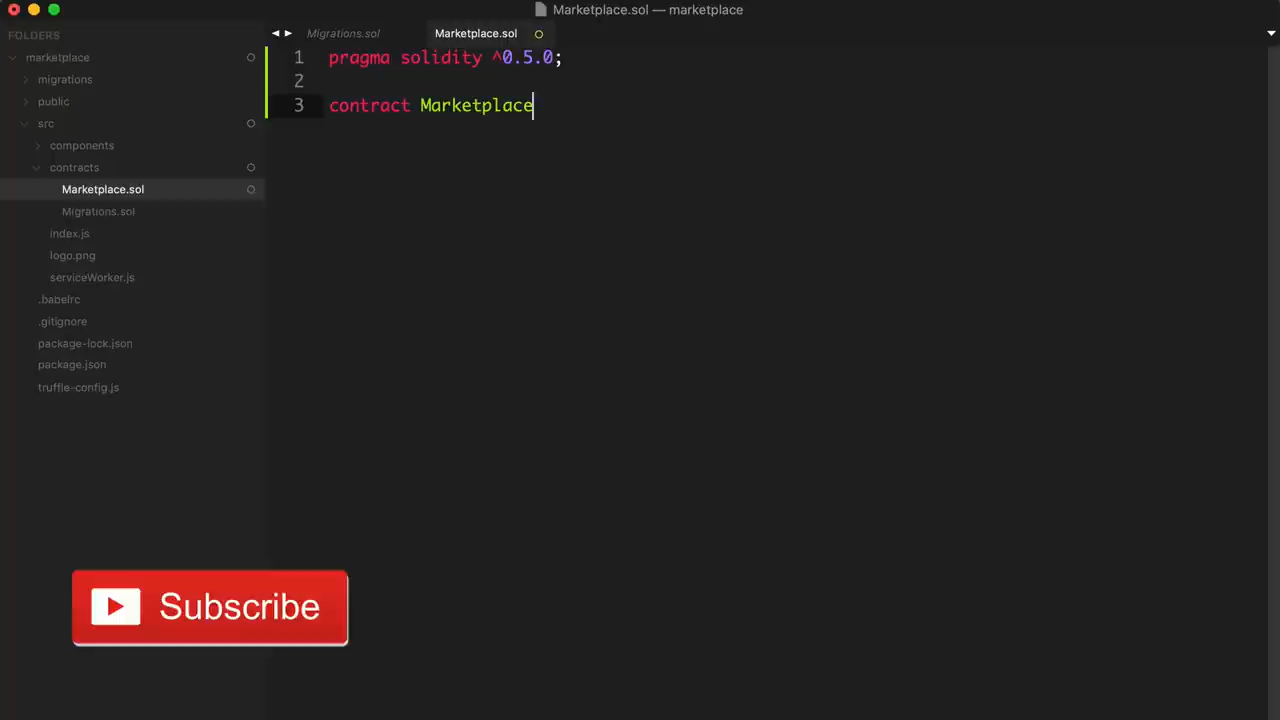 Marketplace.sol — marketplace
FOLDERS
marketplace
migrations
public
src
components
contracts
Marketplace.sol
Migrations.sol
index.js
logo.png
serviceWorker.js
.babelrc
.gitignore
package-lock.json
package.json
truffle-config.js
Migrations.sol
Marketplace.sol
1 pragma solidity ^0.5.0;
2
3 contract Marketplace
Subscribe